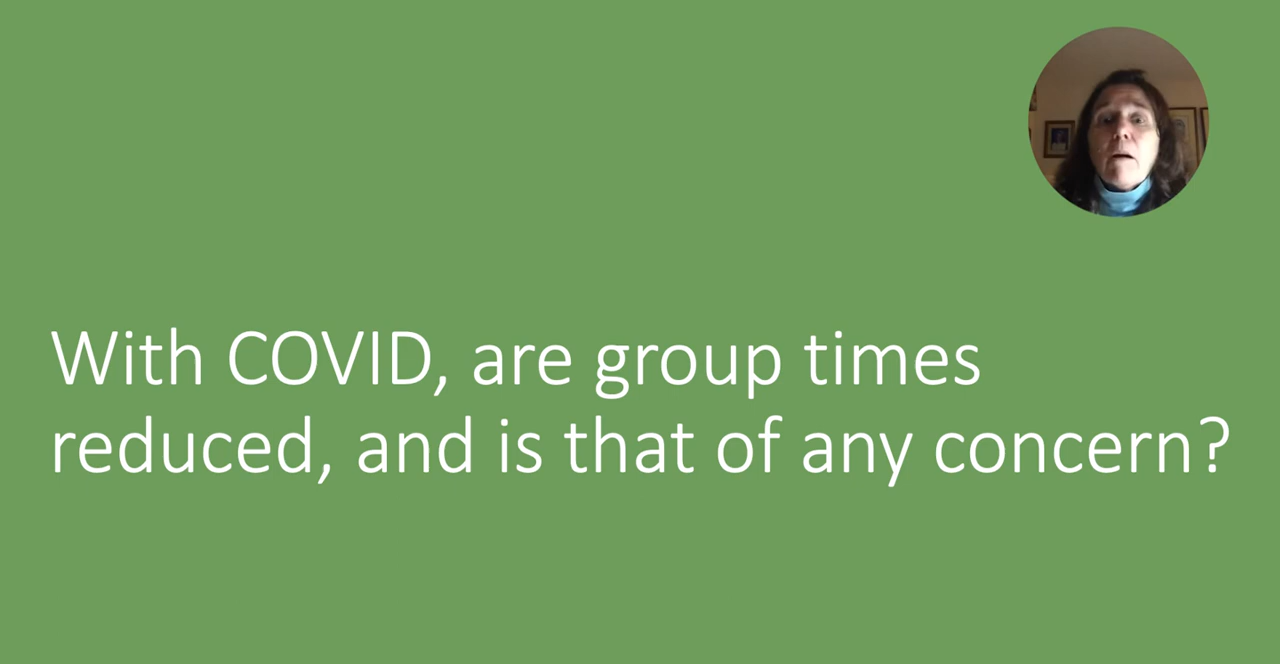 With COVID, are group times
reduced, and is that of any concern?